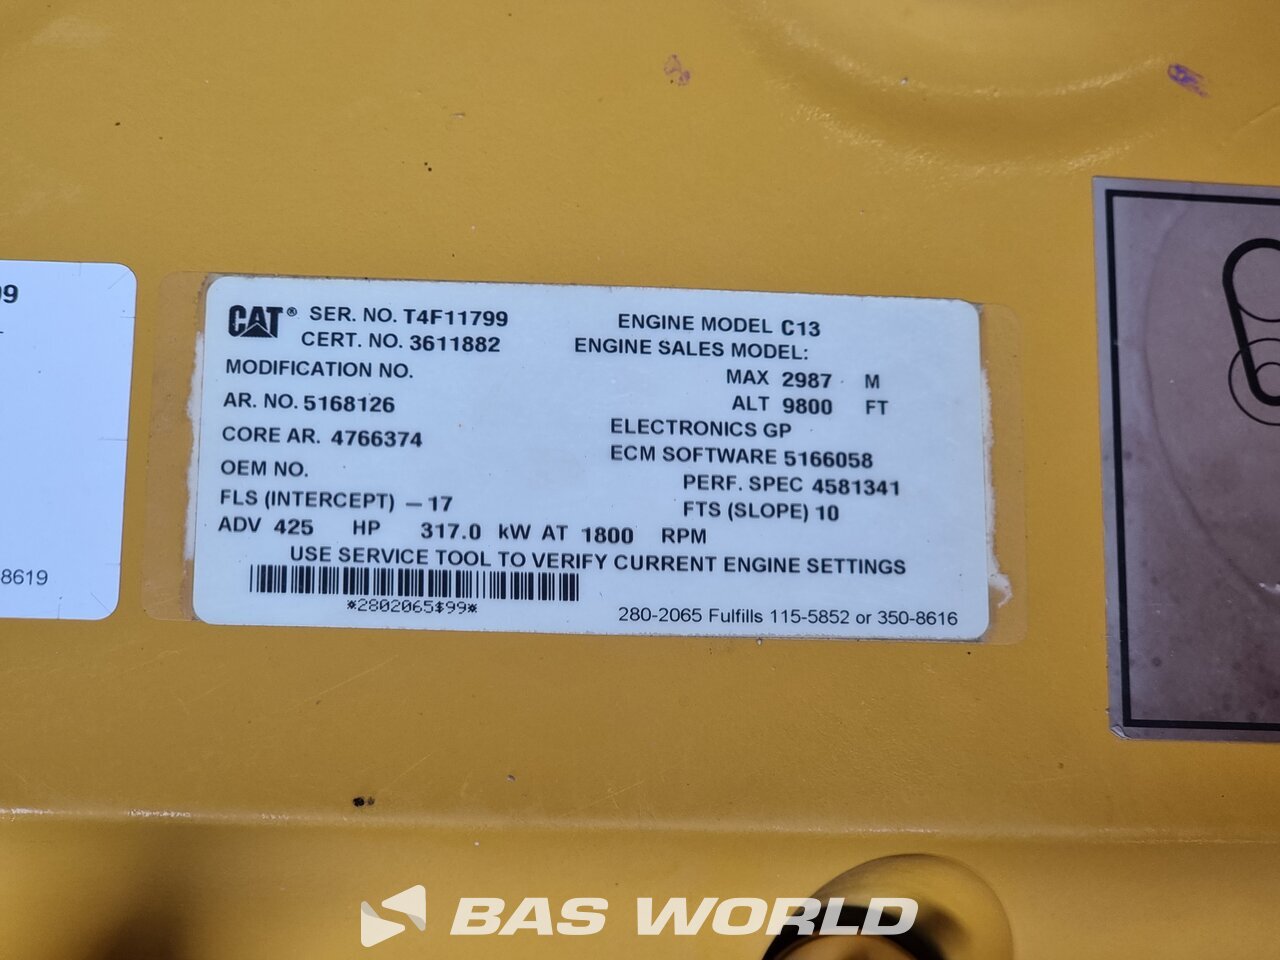 99
8619
CAT® SER. NO. T4F11799
CERT. NO. 3611882
MODIFICATION NO.
AR. NO. 5168126
CORE AR. 4766374
OEM NO.
FLS (INTERCEPT) –17
ENGINE MODEL C13
ENGINE SALES MODEL:
MAX 2987 M
ALT 9800 FT
ELECTRONICS GP
ECM SOFTWARE 5166058
PERF. SPEC 4581341
FTS (SLOPE) 10
ADV 425 HP 317.0 kW AT 1800 RPM
USE SERVICE TOOL TO VERIFY CURRENT ENGINE SETTINGS
*2802065$99*
280-2065 Fulfills 115-5852 or 350-8616
BAS WORLD